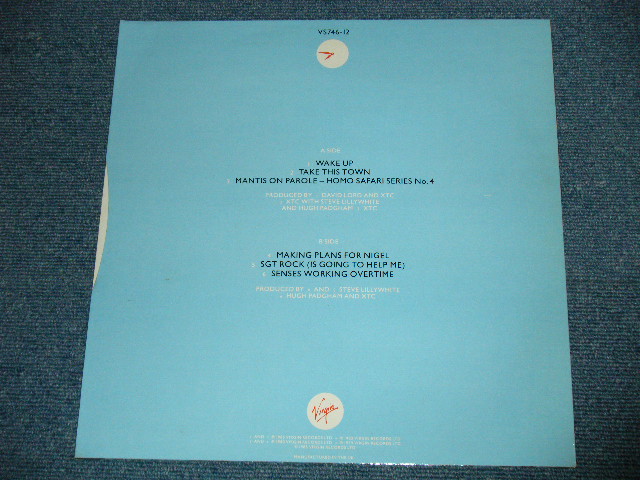 VS746-12
A SIDE
WAKE UP
TAKE THIS TOWN
MANTIS ON PAROLE – HOMO SAFARI SERIES No. 4
PRODUCED BY DAVID LORD AND XTC
XTC WITH STEVE LILLYWHITE
AND HUGH PADGHAM XTC
B SIDE
MAKING PLANS FOR NIGEL
SGT ROCK (IS GOING TO HELP ME)
SENSES WORKING OVERTIME
PRODUCED BY AND STEVE LILLYWHITE
HUGH PADGHAM AND XTC
Virgin